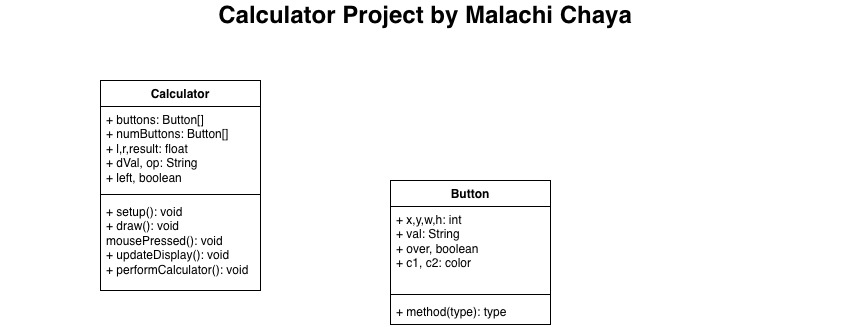 Calculator Project by Malachi Chaya
Calculator
+ buttons: Button[]
+ numButtons: Button[]
+ l,r,result: float
+ dVal, op: String
+ left, boolean
+ setup(): void
+ draw(): void
mousePressed(): void
+ updateDisplay(): void
+ performCalculator(): void
Button
+ x,y,w,h: int
+ val: String
+ over, boolean
+ c1, c2: color
+ method(type): type